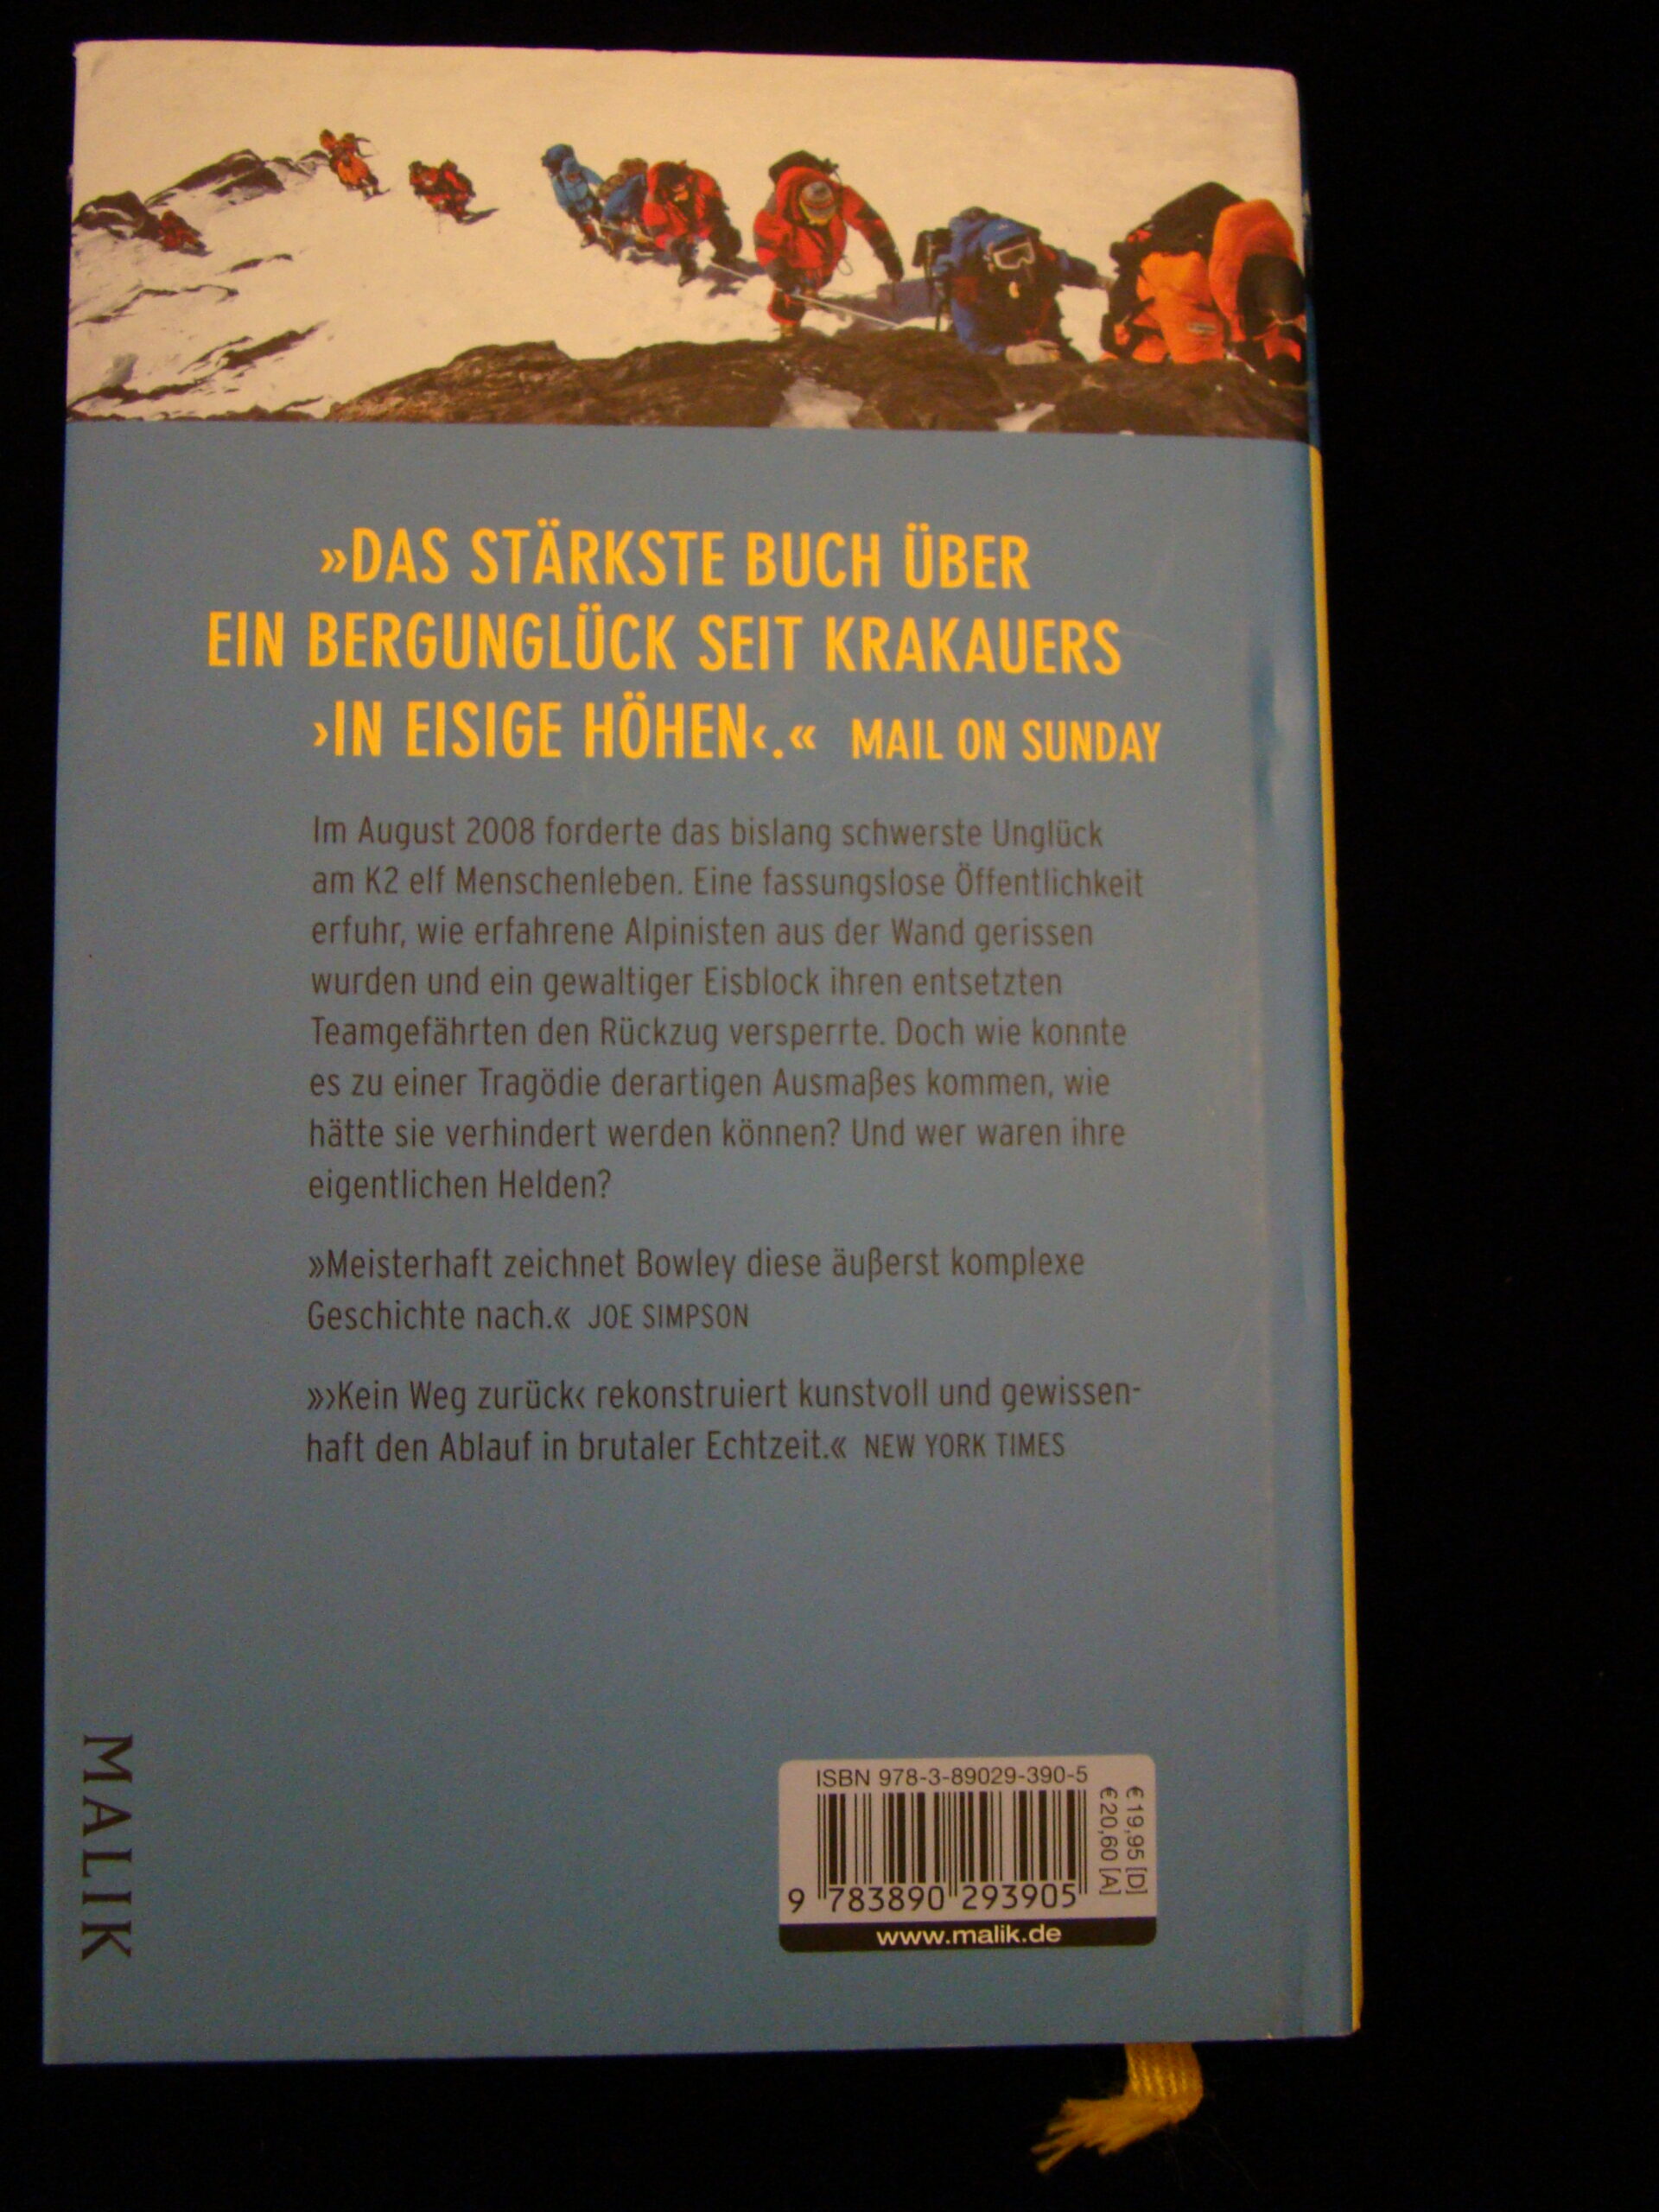 »DAS STÄRKSTE BUCH ÜBER
EIN BERGUNGLÜCK SEIT KRAKAUERS
›IN EISIGE HÖHEN‹.« MAIL ON SUNDAY
Im August 2008 forderte das bislang schwerste Unglück
am K2 elf Menschenleben. Eine fassungslose Öffentlichkeit
erfuhr, wie erfahrene Alpinisten aus der Wand gerissen
wurden und ein gewaltiger Eisblock ihren entsetzten
Teamgefährten den Rückzug versperrte. Doch wie konnte
es zu einer Tragödie derartigen Ausmaßes kommen, wie
hätte sie verhindert werden können? Und wer waren ihre
eigentlichen Helden?
»Meisterhaft zeichnet Bowley diese äußerst komplexe
Geschichte nach.« JOE SIMPSON
»›Kein Weg zurück‹ rekonstruiert kunstvoll und gewissen-
haft den Ablauf in brutaler Echtzeit.« NEW YORK TIMES
MALIK
ISBN 978-3-89029-390-5
€ 19,95 [D]
€ 20,60 [A]
9 783890 293905
www.malik.de